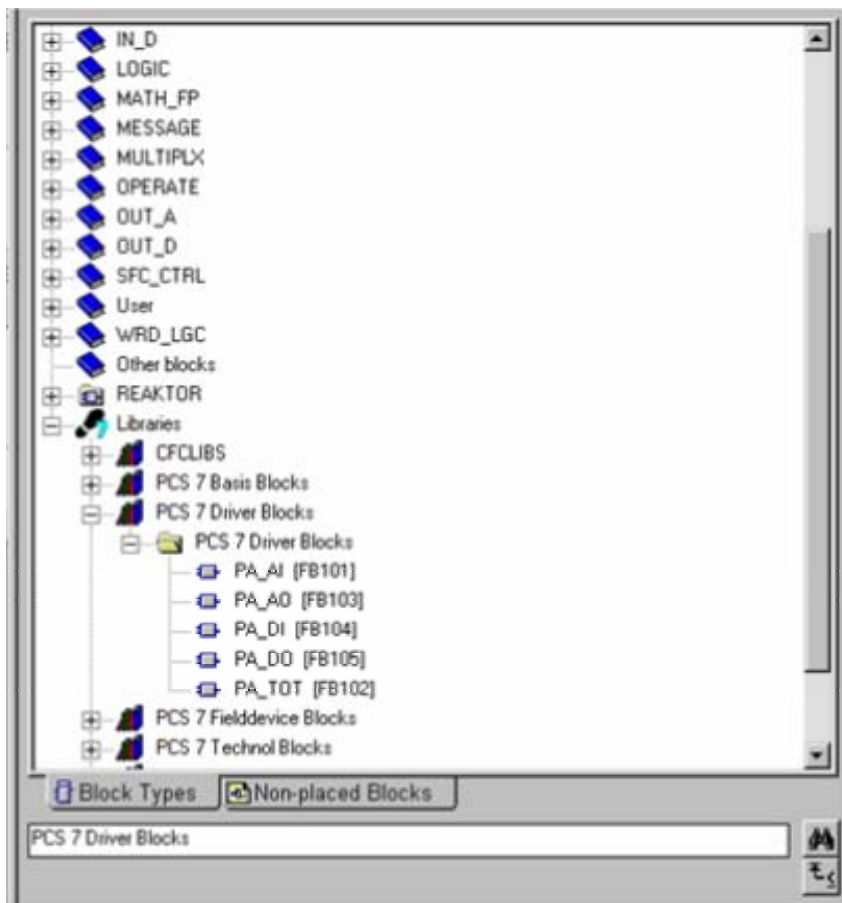 IN_D
LOGIC
MATH_FP
MESSAGE
MULTIPLX
OPERATE
OUT_A
OUT_D
SFC_CTRL
User
WRD_LGC
Other blocks
REAKTOR
Libraries
CFCLIBS
PCS 7 Basis Blocks
PCS 7 Driver Blocks
PCS 7 Driver Blocks
PA_AI [FB101]
PA_AO [FB103]
PA_DI [FB104]
PA_DO [FB105]
PA_TOT [FB102]
PCS 7 Fielddevice Blocks
PCS 7 Technol Blocks
Block Types Non-placed Blocks
PCS 7 Driver Blocks